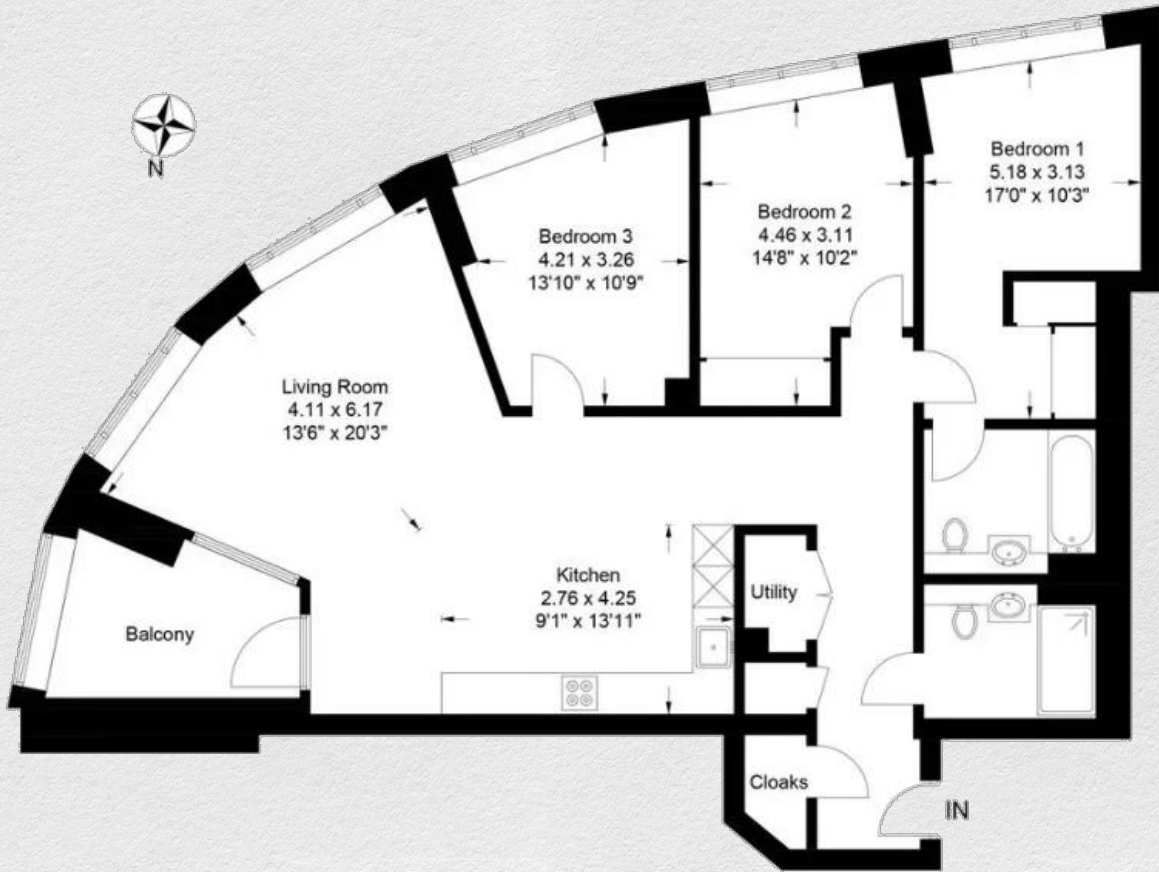 N
Bedroom 1
5.18 x 3.13
17'0" x 10'3"
Bedroom 2
4.46 x 3.11
14'8" x 10'2"
Bedroom 3
4.21 x 3.26
13'10" x 10'9"
Living Room
4.11 x 6.17
13'6" x 20'3"
Kitchen
2.76 x 4.25
9'1" x 13'11"
Utility
Balcony
Cloaks
IN